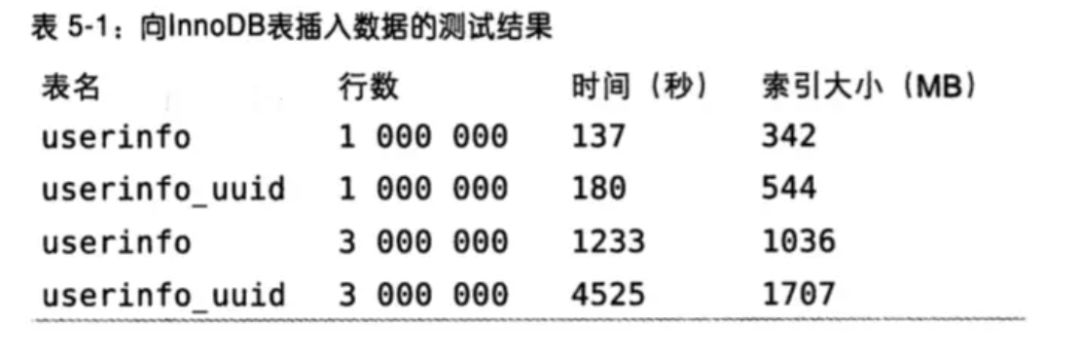 表 5-1：向InnoDB表插入数据的测试结果
表名 行数 时间（秒） 索引大小（MB）
userinfo 1 000 000 137 342
userinfo_uuid 1 000 000 180 544
userinfo 3 000 000 1233 1036
userinfo_uuid 3 000 000 4525 1707